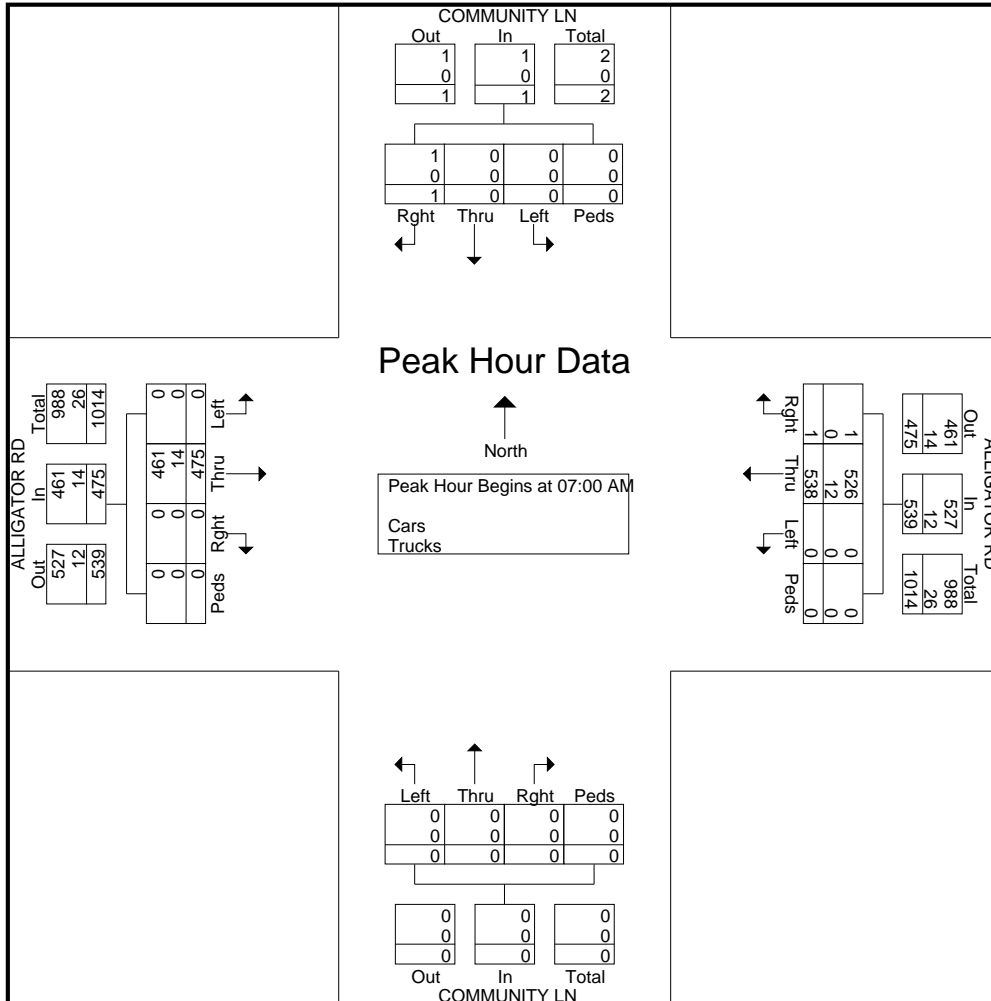 COMMUNITY LN
Out In Total
1 1 2
0 0 0
1 1 2
1 0 0 0
0 0 0 0
1 0 0 0
Rght Thru Left Peds
Peak Hour Data
North
Peak Hour Begins at 07:00 AM
Cars
Trucks
ALLIGATOR RD
Out In Total
527 461 988
12 14 26
539 475 1014
Peds Rght Thru Left
0 0 461 0
0 0 14 0
0 0 475 0
ALLIGATOR RD
Out In Total
461 527 988
14 12 26
475 539 1014
1 526 0 0
0 12 0 0
1 538 0 0
Rght Thru Left Peds
Left Thru Rght Peds
0 0 0 0
0 0 0 0
0 0 0 0
0 0 0
0 0 0
0 0 0
Out In Total
COMMUNITY LN